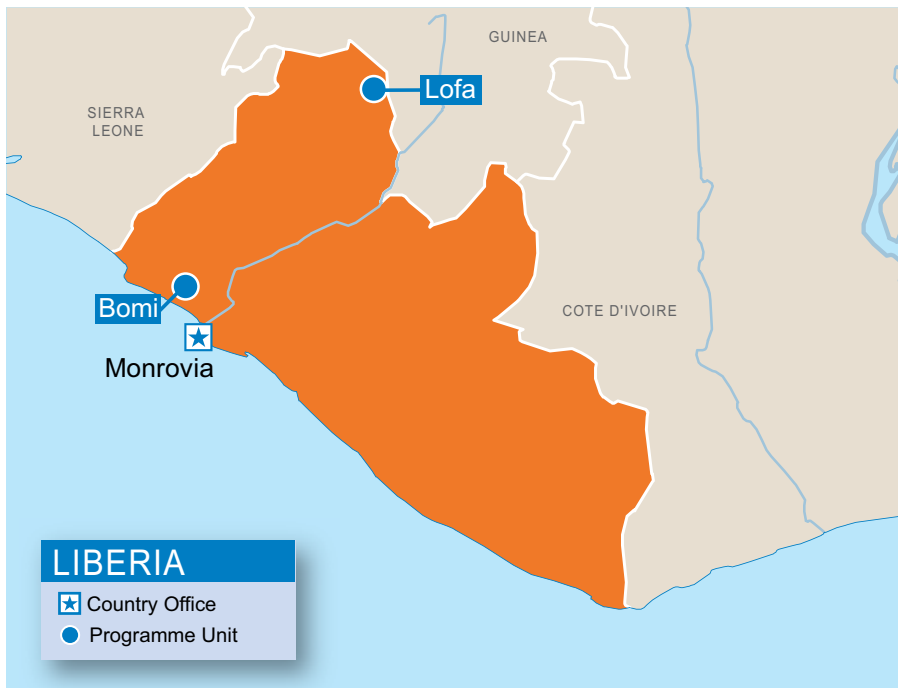 GUINEA
Lofa
SIERRA
LEONE
Bomi
COTE D'IVOIRE
Monrovia
LIBERIA
Country Office
Programme Unit